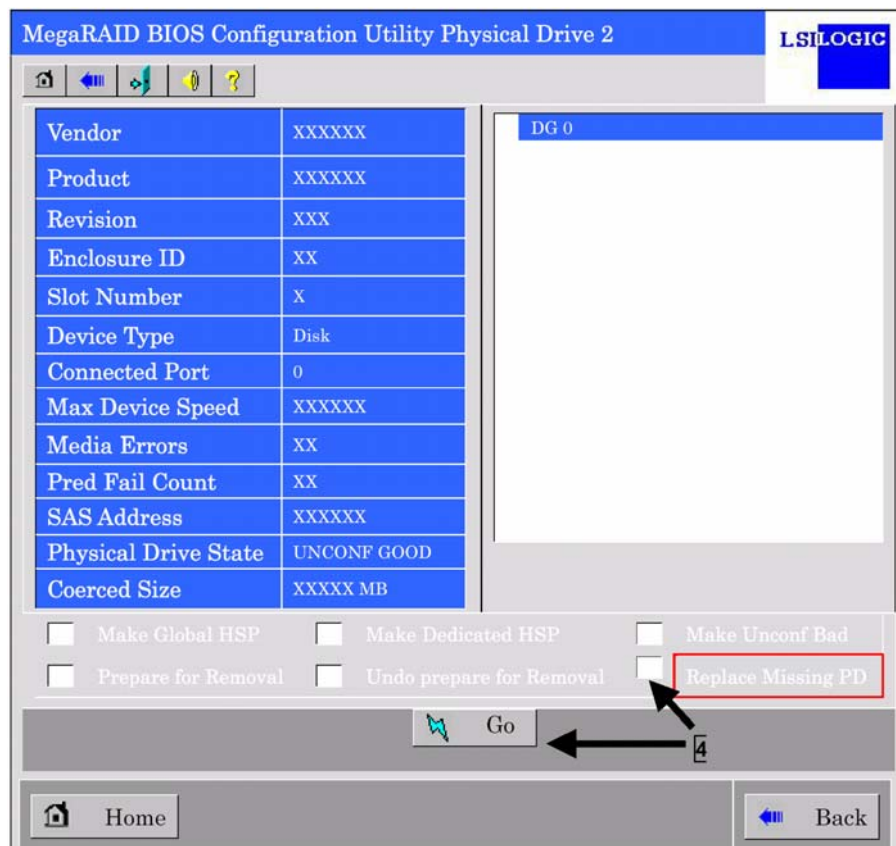 MegaRAID BIOS Configuration Utility Physical Drive 2
LSILOGIC
Vendor XXXXXX
Product XXXXXX
Revision XXX
Enclosure ID XX
Slot Number X
Device Type Disk
Connected Port 0
Max Device Speed XXXXXX
Media Errors XX
Pred Fail Count XX
SAS Address XXXXXX
Physical Drive State UNCONF GOOD
Coerced Size XXXXX MB
DG 0
Make Global HSP Make Dedicated HSP Make Unconf Bad
Prepare for Removal Undo prepare for Removal Replace Missing PD
Go
4
Home Back